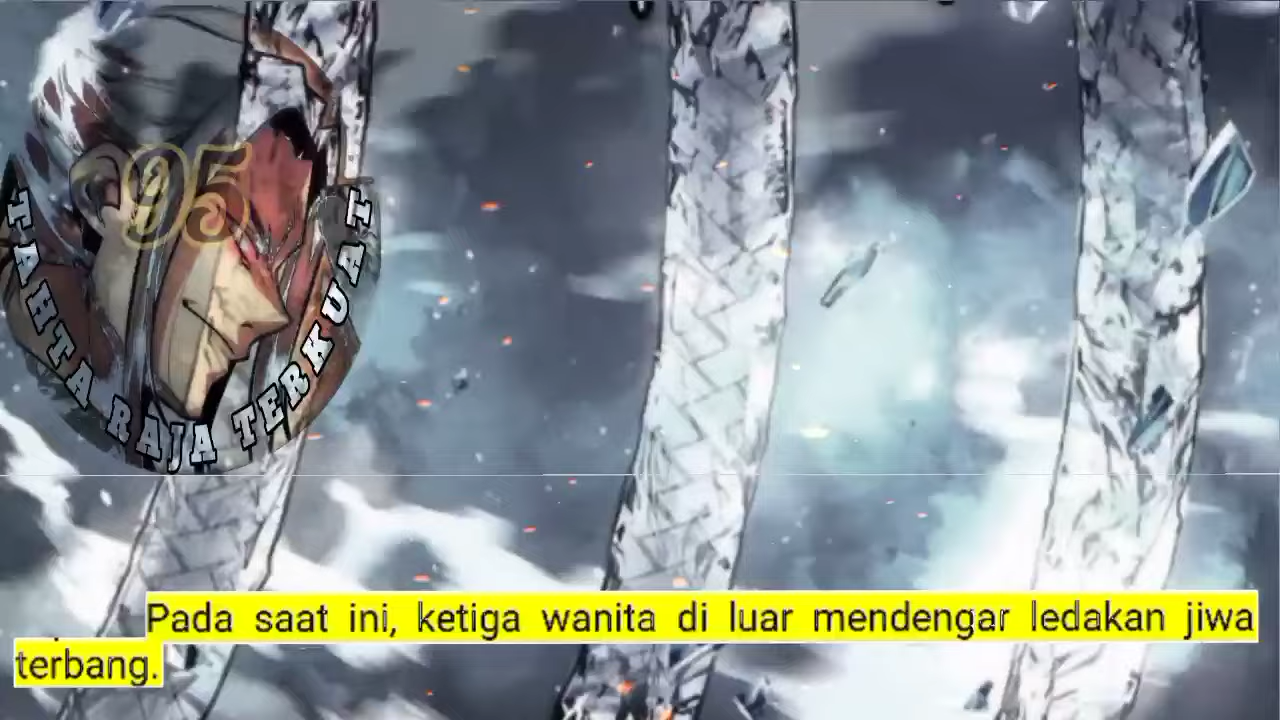 95
TAHTA RAJA TERKUAT
Pada saat ini, ketiga wanita di luar mendengar ledakan jiwa
terbang.